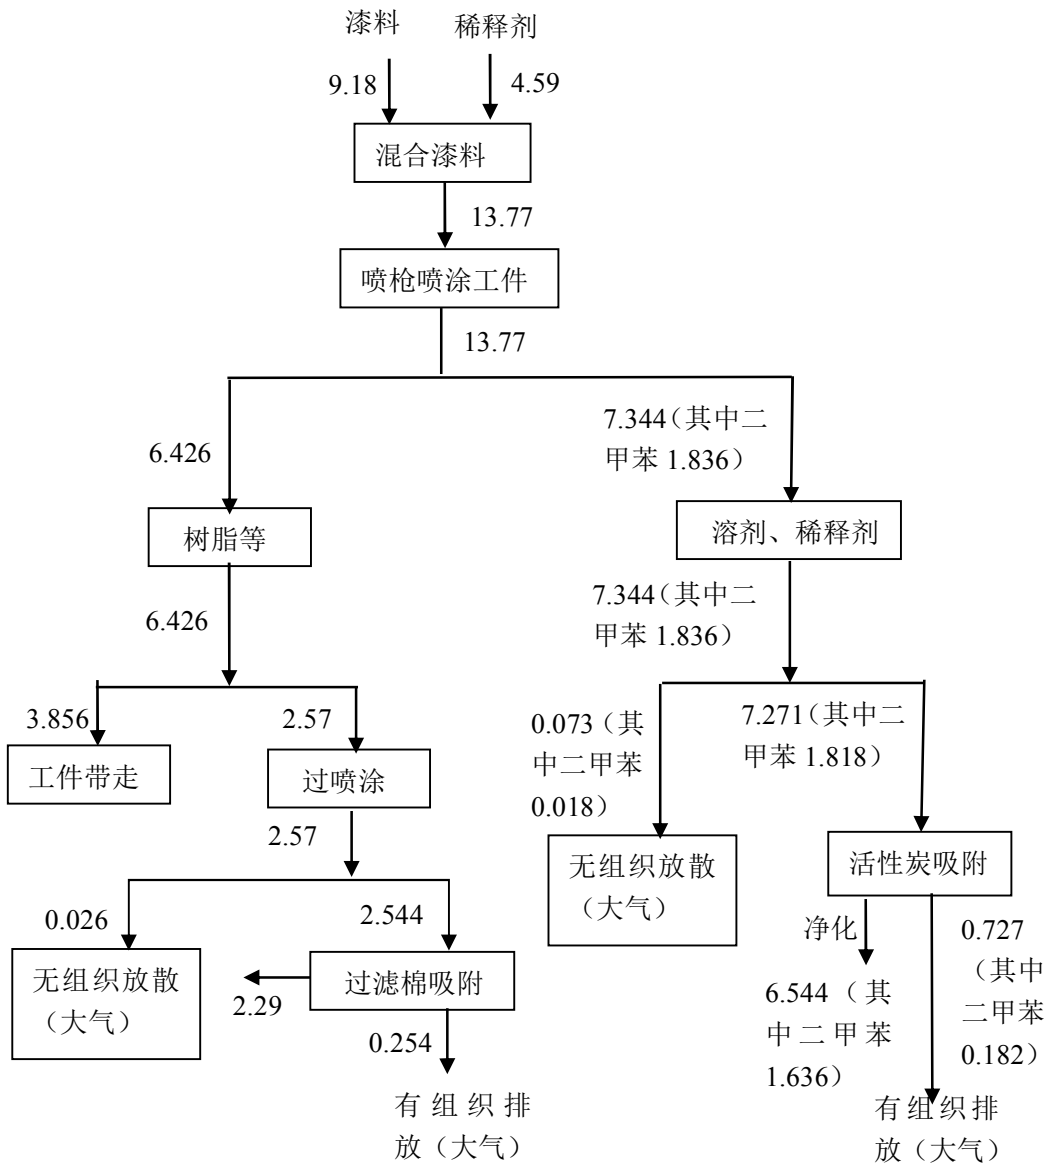 漆料
稀释剂
9.18
4.59
混合漆料
13.77
喷枪喷涂工件
13.77
6.426
7.344（其中二
甲苯 1.836）
树脂等
溶剂、稀释剂
6.426
7.344（其中二
甲苯 1.836）
3.856
2.57
0.073（其
中二甲苯
0.018）
7.271（其中二
甲苯 1.818）
工件带走
过喷涂
2.57
无组织放散
（大气）
活性炭吸附
0.026
2.544
净化
0.727
（其中
二甲苯
0.182）
无组织放散
（大气）
2.29
过滤棉吸附
6.544（其
中二甲苯
1.636）
0.254
有组织排
放（大气）
有组织排
放（大气）